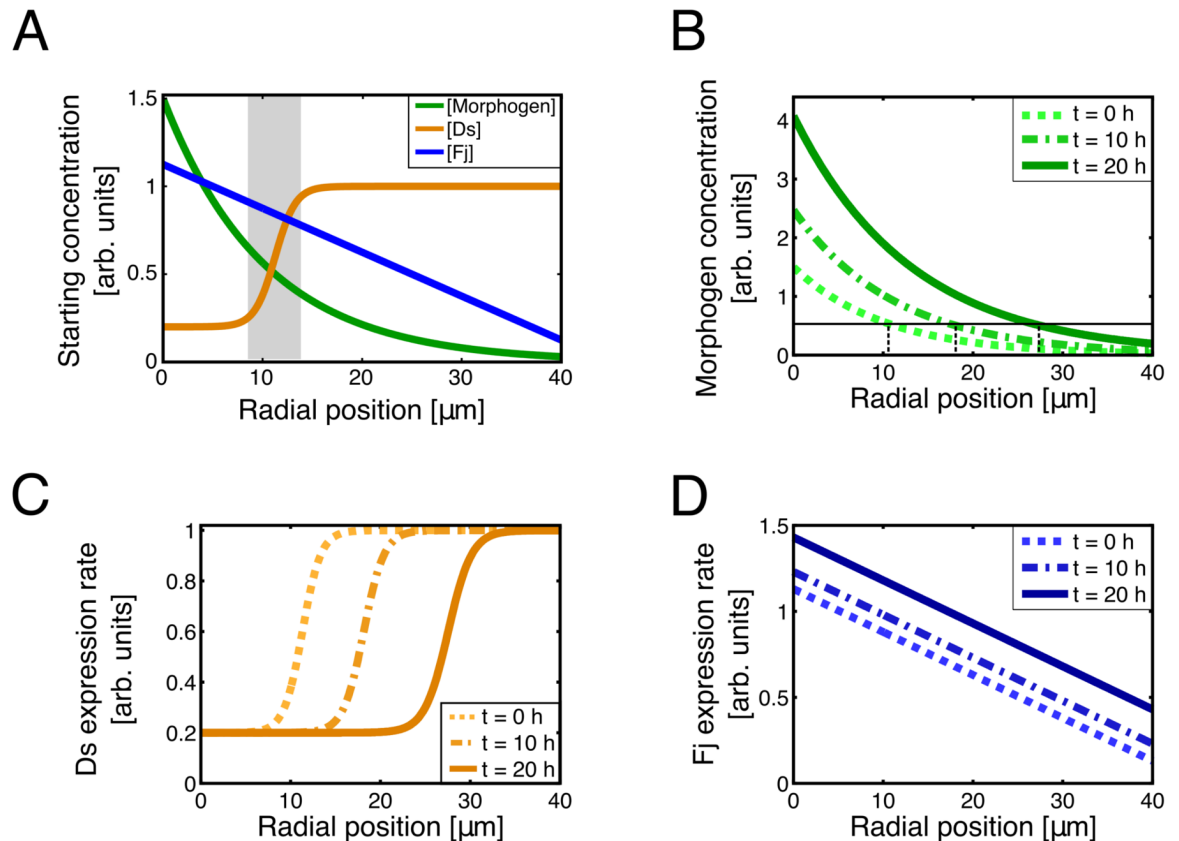 A
Starting concentration
[arb. units]
1.5
1
0.5
0
0
10
20
30
40
Radial position [µm]
[Morphogen]
[Ds]
[Fj]
B
Morphogen concentration
[arb. units]
4
3
2
1
0
0
10
20
30
40
Radial position [µm]
t = 0 h
t = 10 h
t = 20 h
C
Ds expression rate
[arb. units]
1
0.8
0.6
0.4
0.2
0
0
10
20
30
40
Radial position [µm]
t = 0 h
t = 10 h
t = 20 h
D
Fj expression rate
[arb. units]
1.5
1
0.5
0
0
10
20
30
40
Radial position [µm]
t = 0 h
t = 10 h
t = 20 h